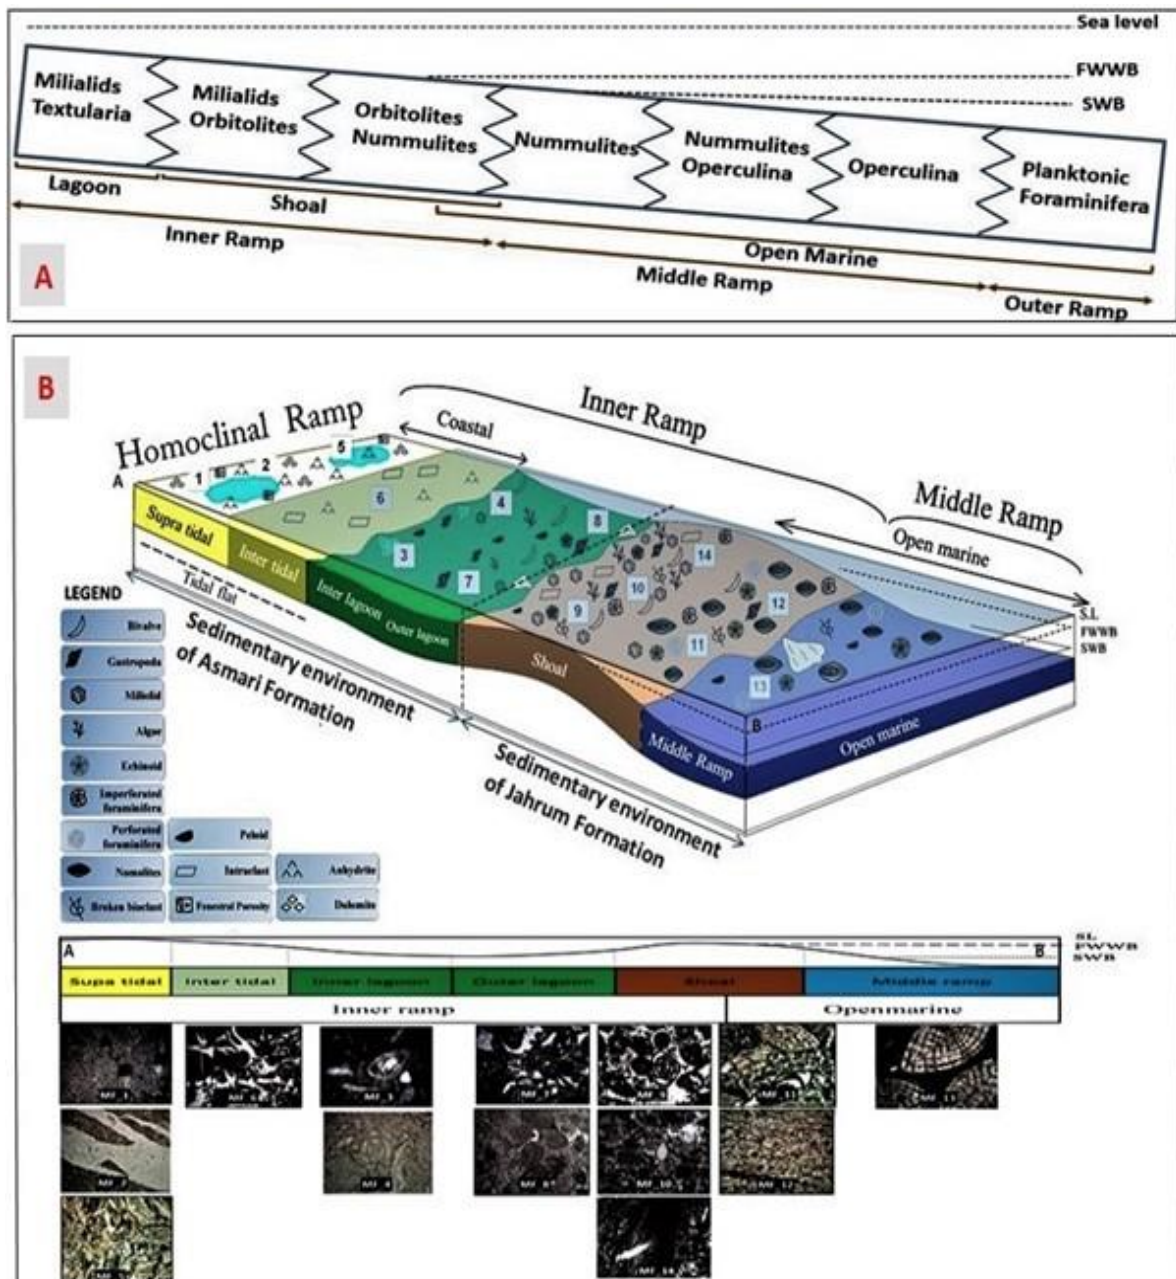 Sea level
FWWB
SWB
Milialids
Textularia
Milialids
Orbitolites
Orbitolites
Nummulites
Nummulites
Nummulites
Operculina
Operculina
Planktonic
Foraminifera
Lagoon
Shoal
Open Marine
Inner Ramp
Middle Ramp
Outer Ramp
A
B
Homoclinal Ramp
Coastal
Inner Ramp
Middle Ramp
Open marine
A
1
2
5
6
4
8
3
7
14
10
9
12
11
13
S.L
FWWB
SWB
B
Supra tidal
Inter tidal
Inter lagoon
Outer lagoon
Shoal
Middle Ramp
Open marine
Tidal flat
Sedimentary environment
of Asmari Formation
Sedimentary environment
of Jahrum Formation
LEGEND
Bivalve
Gastropoda
Miliolid
Algae
Echinoid
Imperforated
foraminifera
Perforated
foraminifera
Peloid
Intraclast
Anhydrite
Broken bioclast
Fenestral Porosity
Dolomite
A
B
SL
FWWB
SWB
Supa tidal
Inter tidal
Inner lagoon
Outer lagoon
Shoal
Middle ramp
Inner ramp
Openmarine
MF_1
MF_11
MF_8
MF_10
MF_12